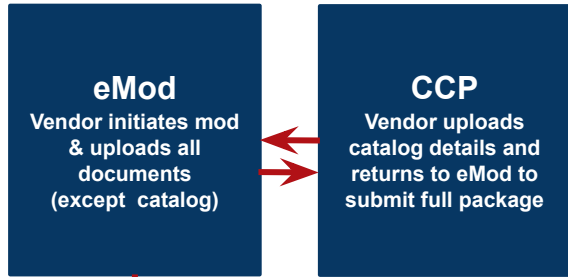 eMod
Vendor initiates mod
& uploads all
documents
(except catalog)
CCP
Vendor uploads
catalog details and
returns to eMod to
submit full package